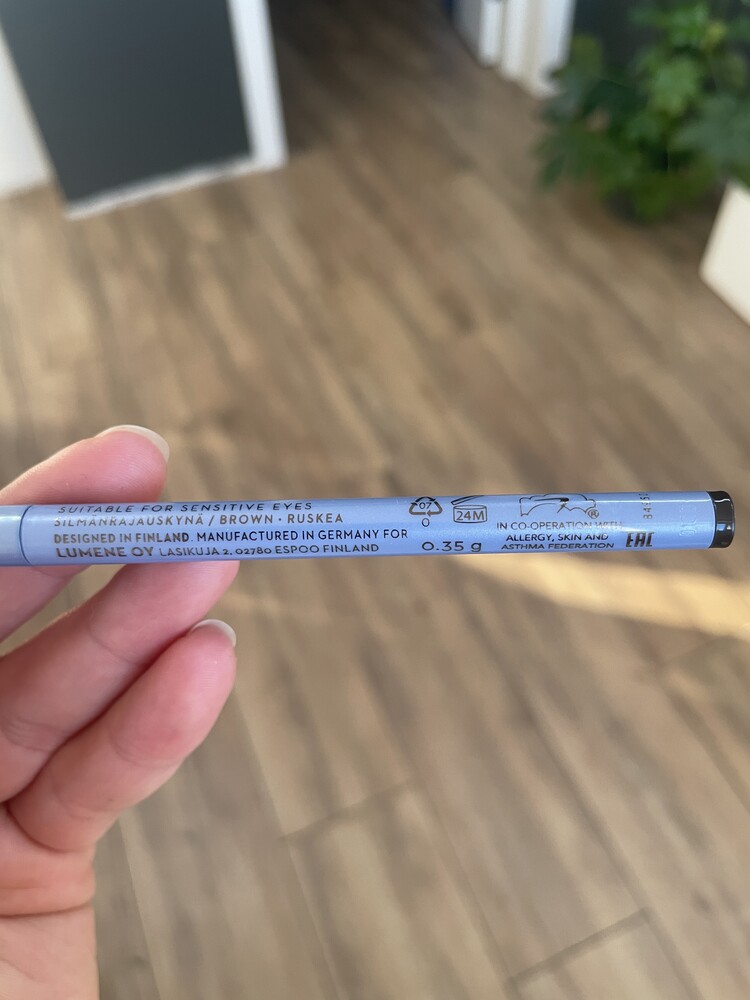 SUITABLE FOR SENSITIVE EYES
SILMÄNRAJAUSKYNÄ / BROWN • RUSKEA
DESIGNED IN FINLAND. MANUFACTURED IN GERMANY FOR
LUMENE OY LASIKUJA 2, 02780 ESPOO FINLAND
07
O
24M
0.35 g
®
IN CO-OPERATION WITH
ALLERGY, SKIN AND
ASTHMA FEDERATION
EAC